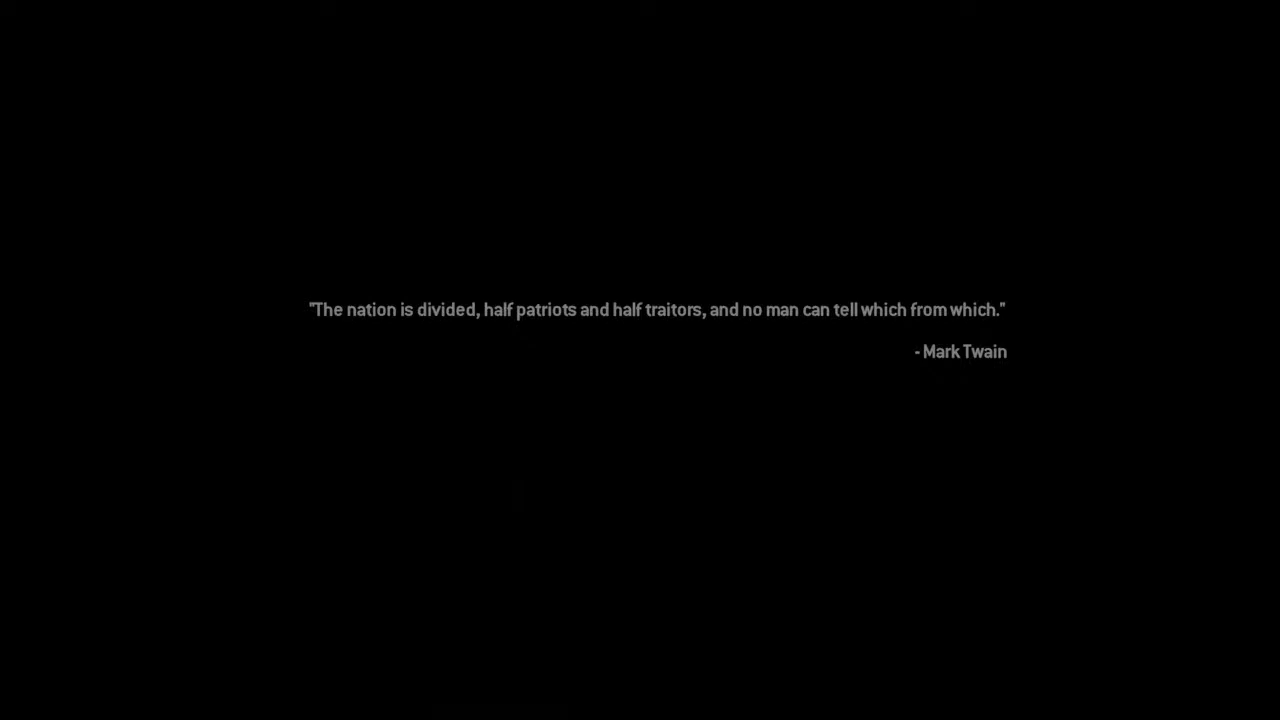 "The nation is divided, half patriots and half traitors, and no man can tell which from which."
- Mark Twain